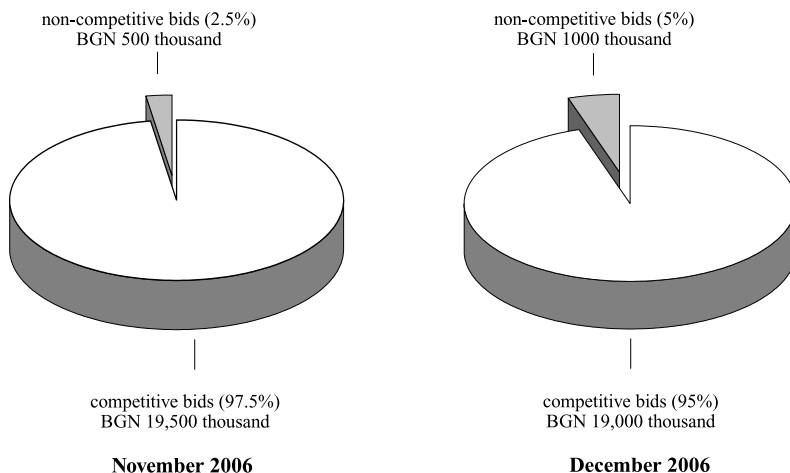 non-competitive bids (2.5%)
BGN 500 thousand
competitive bids (97.5%)
BGN 19,500 thousand
November 2006
non-competitive bids (5%)
BGN 1000 thousand
competitive bids (95%)
BGN 19,000 thousand
December 2006